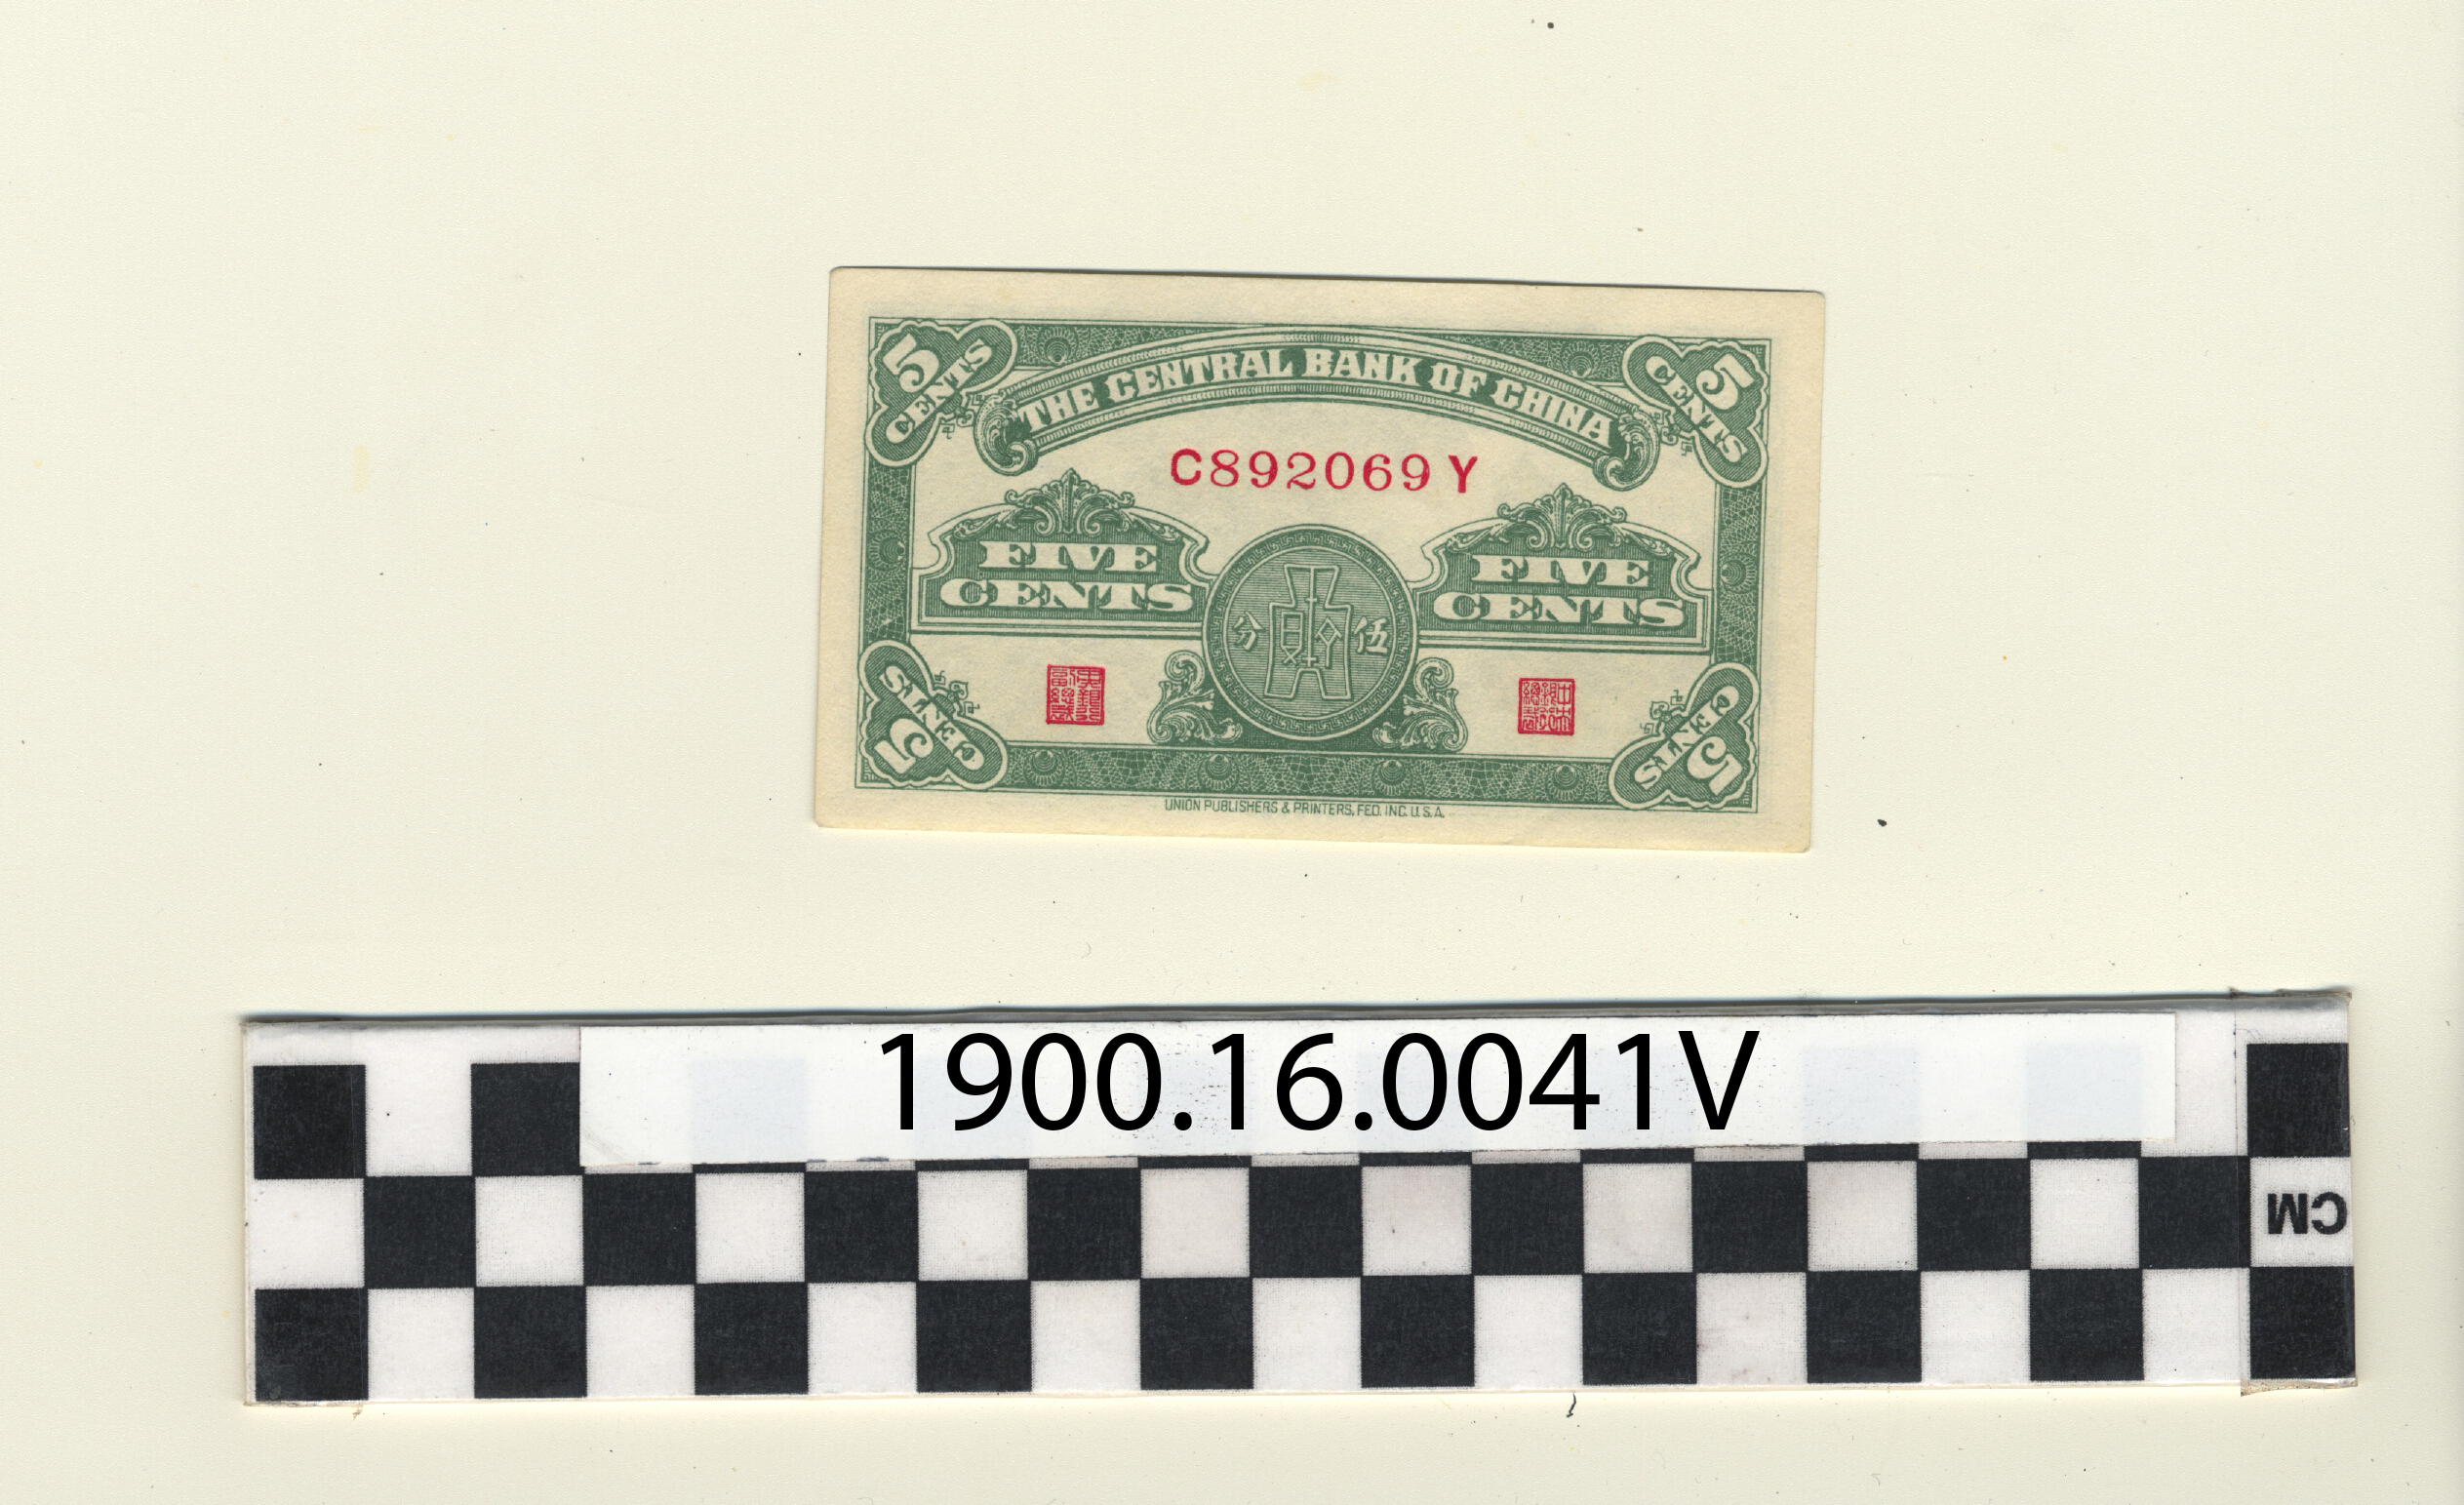 5 CENTS
THE CENTRAL BANK OF CHINA
5 CENTS
C892069Y
FIVE CENTS
FIVE CENTS
分 伍
5 CENTS
5 CENTS
UNION PUBLISHERS & PRINTERS, FED. INC. U.S.A.
1900.16.0041V
CM